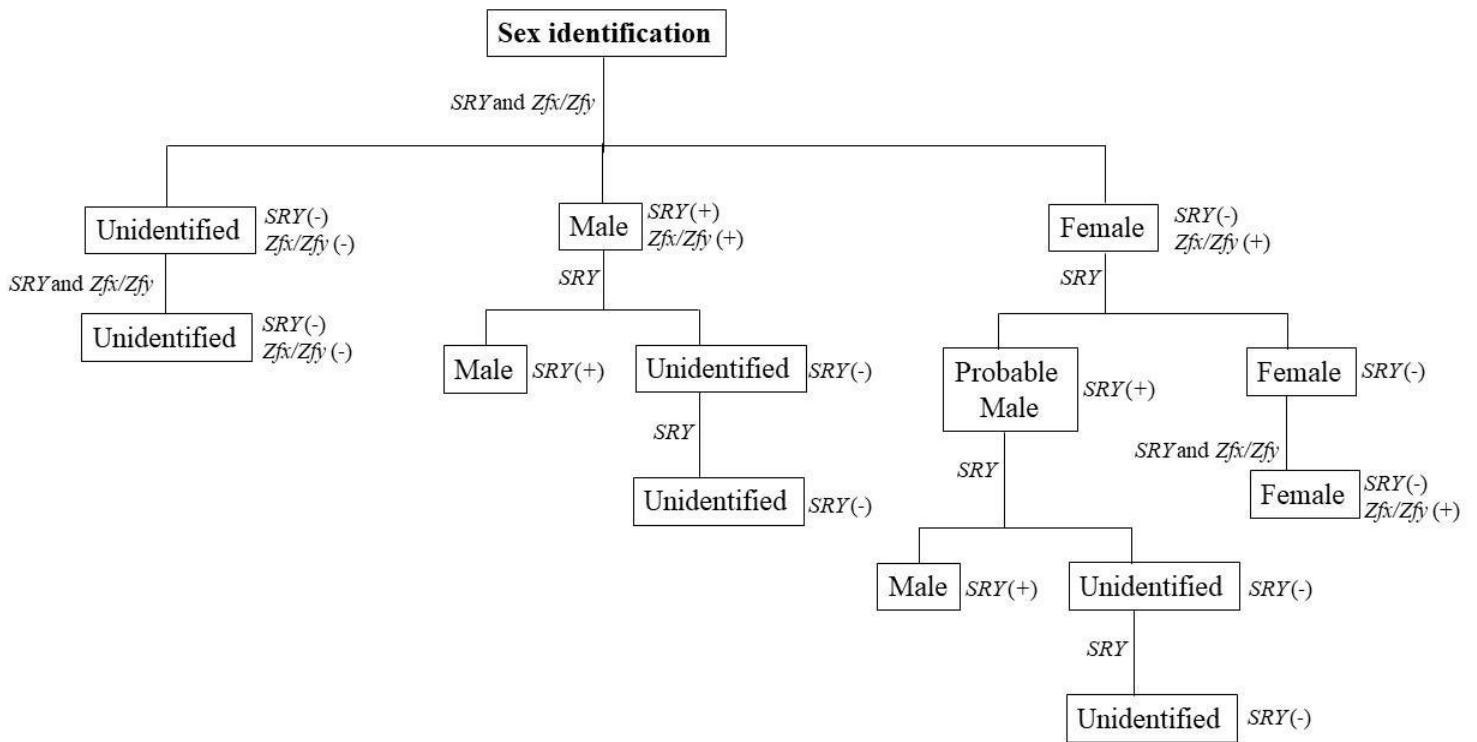 Sex identification
SRY and Zfx/Zfy
Unidentified
SRY(-)
Zfx/Zfy (-)
Male
SRY(+)
Zfx/Zfy (+)
Female
SRY(-)
Zfx/Zfy (+)
SRY and Zfx/Zfy
SRY
SRY
Unidentified
SRY(-)
Zfx/Zfy (-)
Male
SRY(+)
Unidentified
SRY(-)
Probable
Male
SRY(+)
Female
SRY(-)
SRY
SRY
SRY and Zfx/Zfy
Unidentified
SRY(-)
Female
SRY(-)
Zfx/Zfy (+)
Male
SRY(+)
Unidentified
SRY(-)
SRY
Unidentified
SRY(-)